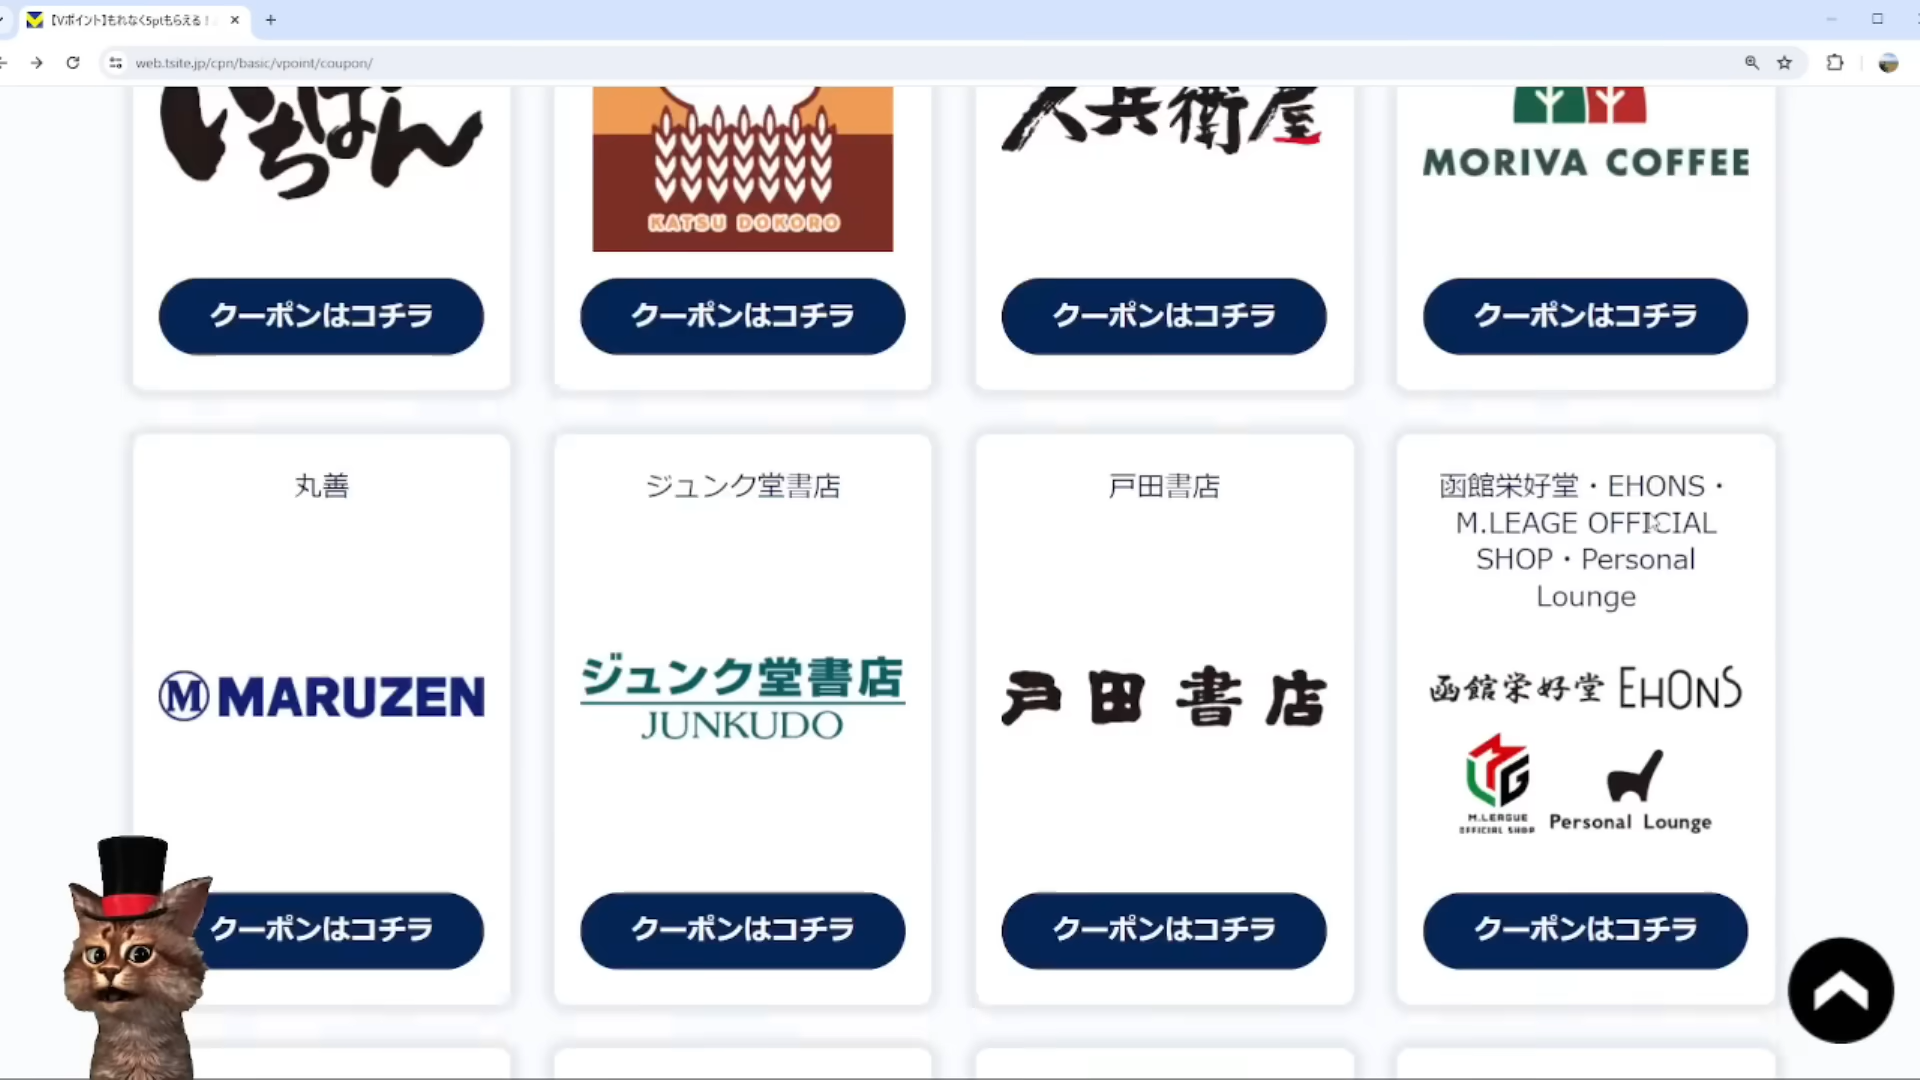 【Vポイント】もれなく5ptもらえる！
web.tsite.jp/cpn/basic/vpoint/coupon/
いちばん
KATSU DOKORO
久兵衛屋
MORIVA COFFEE
クーポンはコチラ
クーポンはコチラ
クーポンはコチラ
クーポンはコチラ
丸善
ジュンク堂書店
戸田書店
函館栄好堂・EHONS・
M.LEAGE OFFICIAL
SHOP・Personal
Lounge
M MARUZEN
ジュンク堂書店
JUNKUDO
戸田書店
函館栄好堂 EHONS
M.LEAGUE
OFFICIAL SHOP
Personal Lounge
クーポンはコチラ
クーポンはコチラ
クーポンはコチラ
クーポンはコチラ